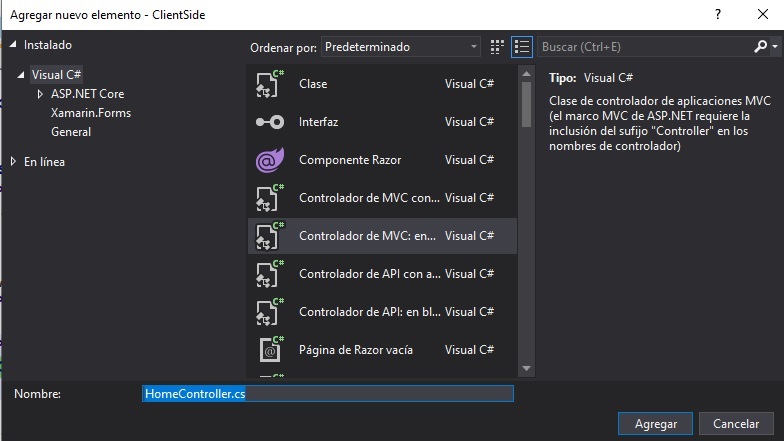 Agregar nuevo elemento - ClientSide
? ×
Instalado
Ordenar por: Predeterminado
Buscar (Ctrl+E)
Visual C#
ASP.NET Core
Xamarin.Forms
General
En línea
C# Clase Visual C#
Interfaz Visual C#
@ Componente Razor Visual C#
C# Controlador de MVC con... Visual C#
C# Controlador de MVC: en... Visual C#
C# Controlador de API con a... Visual C#
C# Controlador de API: en bl... Visual C#
@ Página de Razor vacía Visual C#
C#
Tipo: Visual C#
Clase de controlador de aplicaciones MVC
(el marco MVC de ASP.NET requiere la
inclusión del sufijo "Controller" en los
nombres de controlador)
Nombre: HomeController.cs
Agregar Cancelar